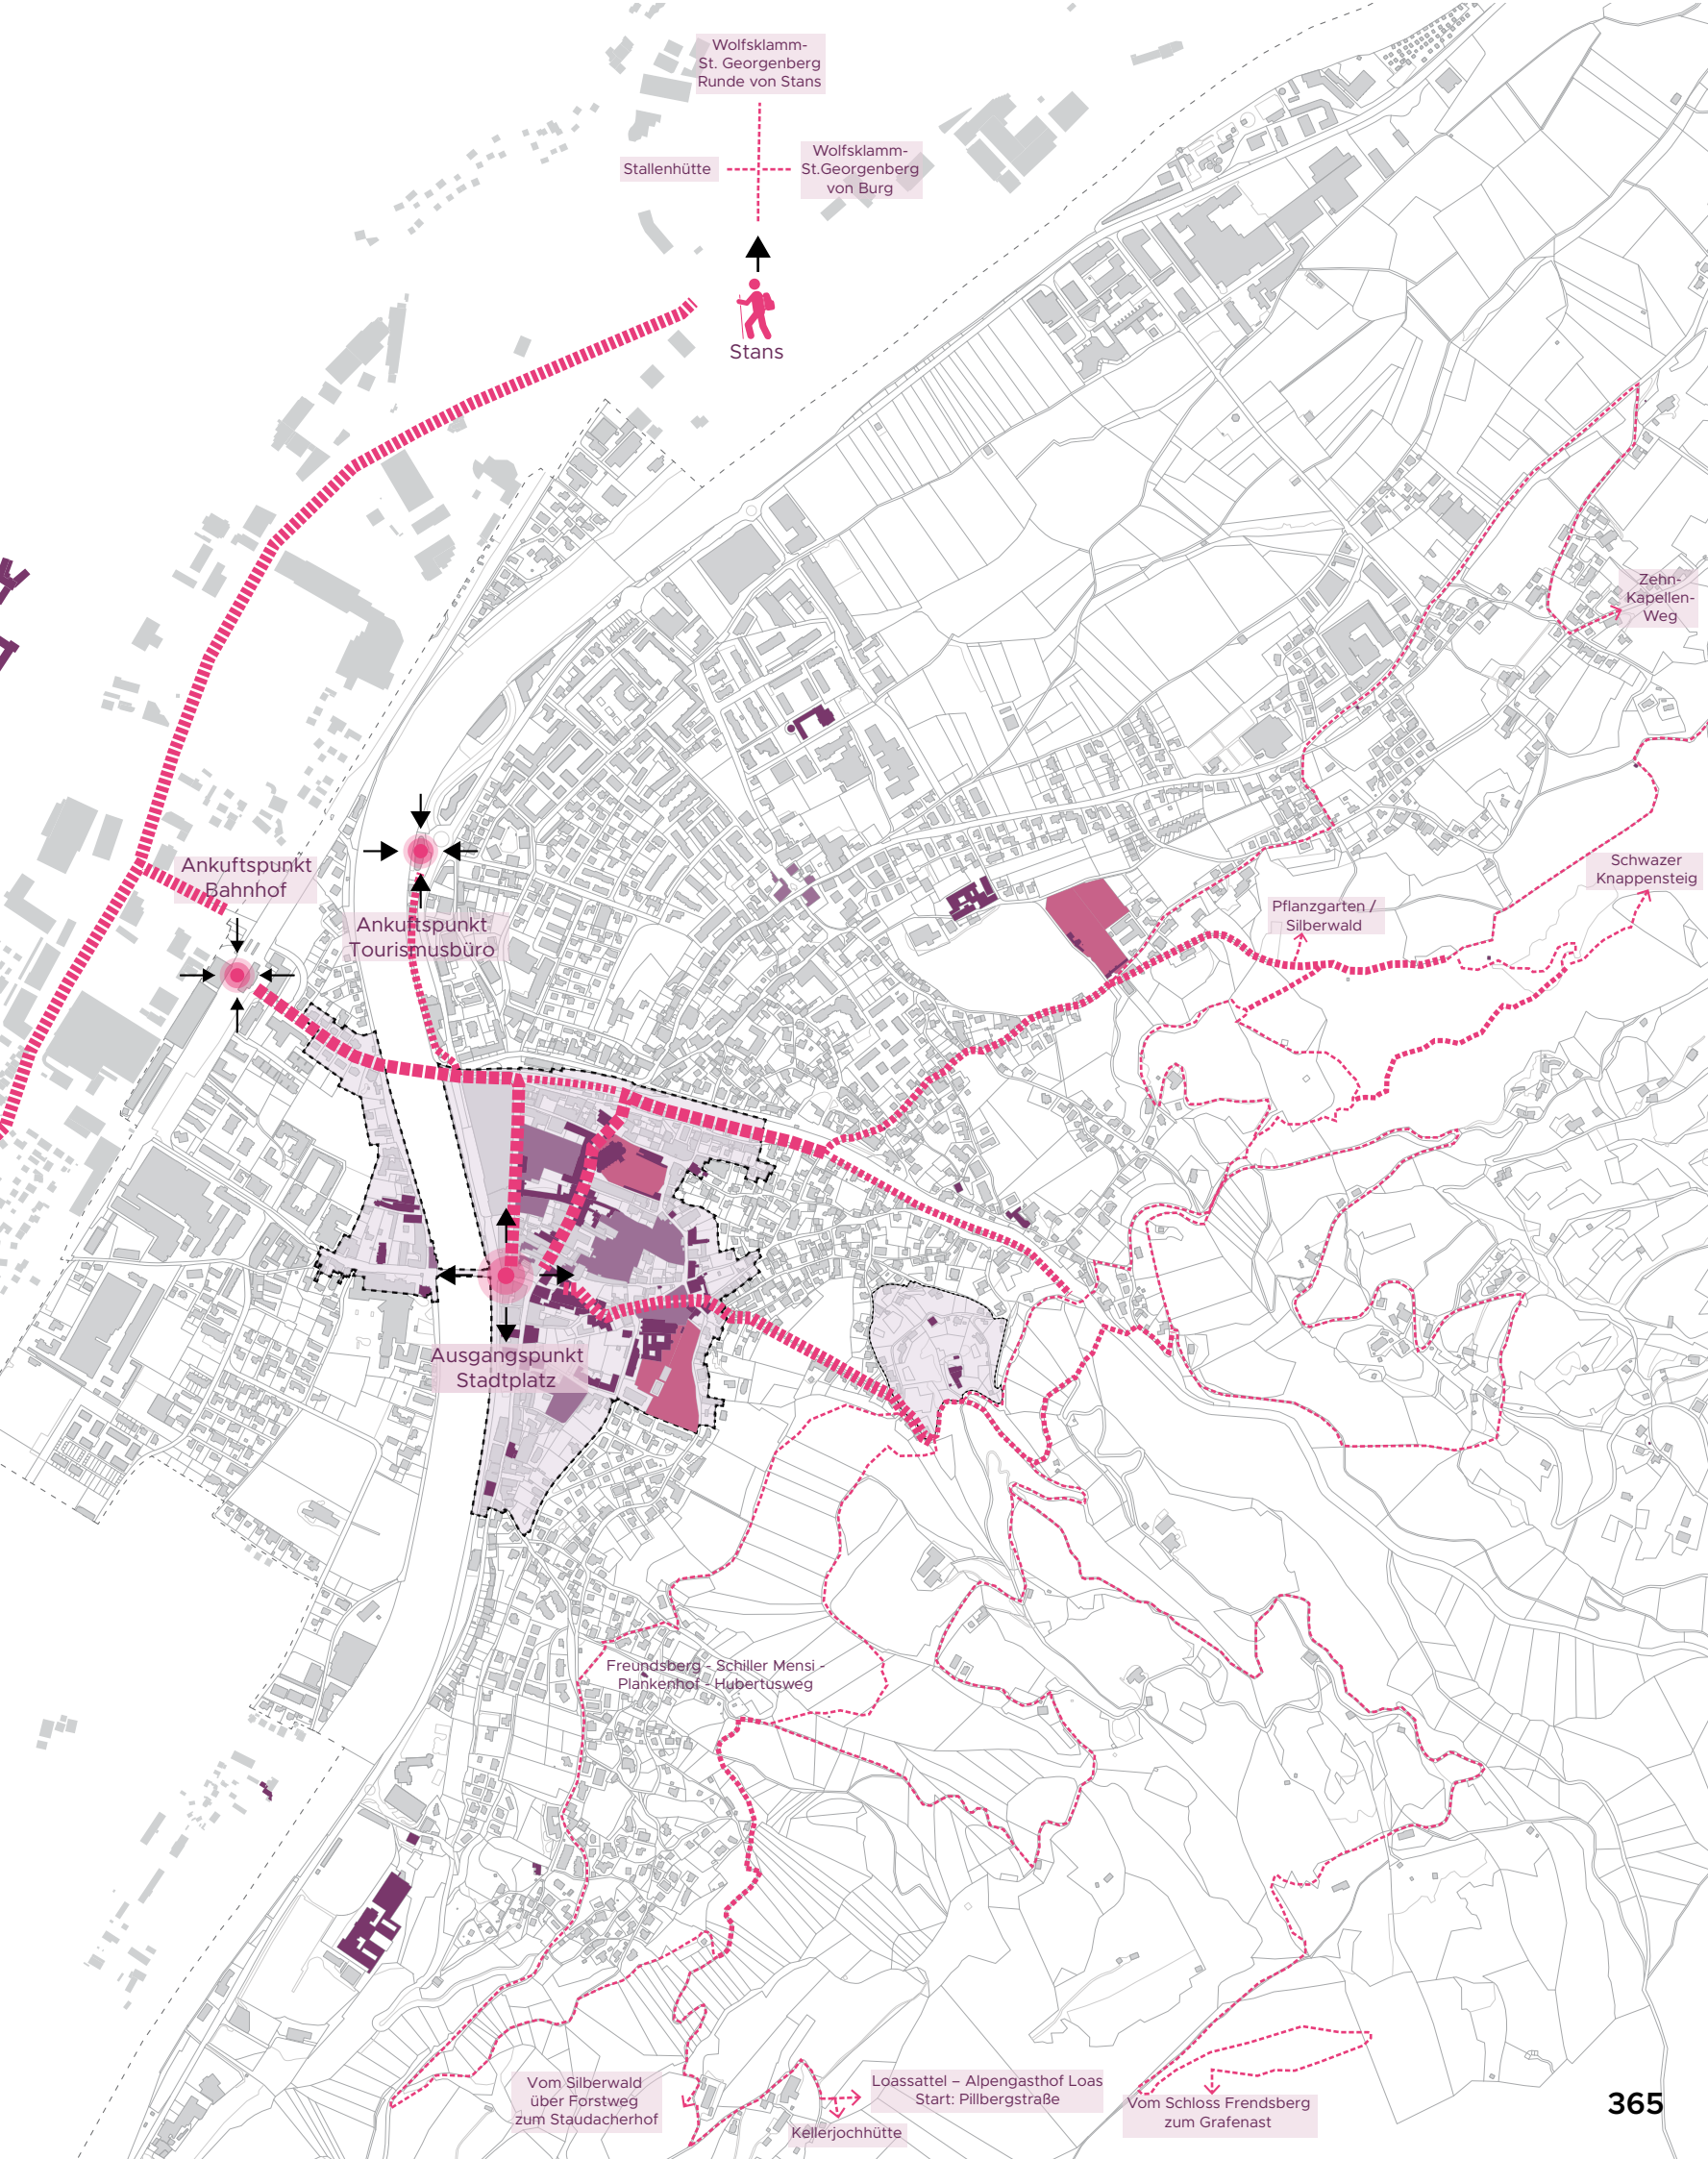 Wolfsklamm-
St. Georgenberg
Runde von Stans
Stallenhütte
Wolfsklamm-
St.Georgenberg
von Burg
Stans
Zehn-
Kapellen-
Weg
Ankuftspunkt
Bahnhof
Ankuftspunkt
Tourismusbüro
Schwazer
Knappensteig
Pflanzgarten /
Silberwald
Ausgangspunkt
Stadtplatz
Freundsberg - Schiller Mensi -
Plankenhof - Hubertusweg
Vom Silberwald
über Forstweg
zum Staudacherhof
Loassattel – Alpengasthof Loas
Start: Pillbergstraße
Kellerjochhütte
Vom Schloss Frendsberg
zum Grafenast
365